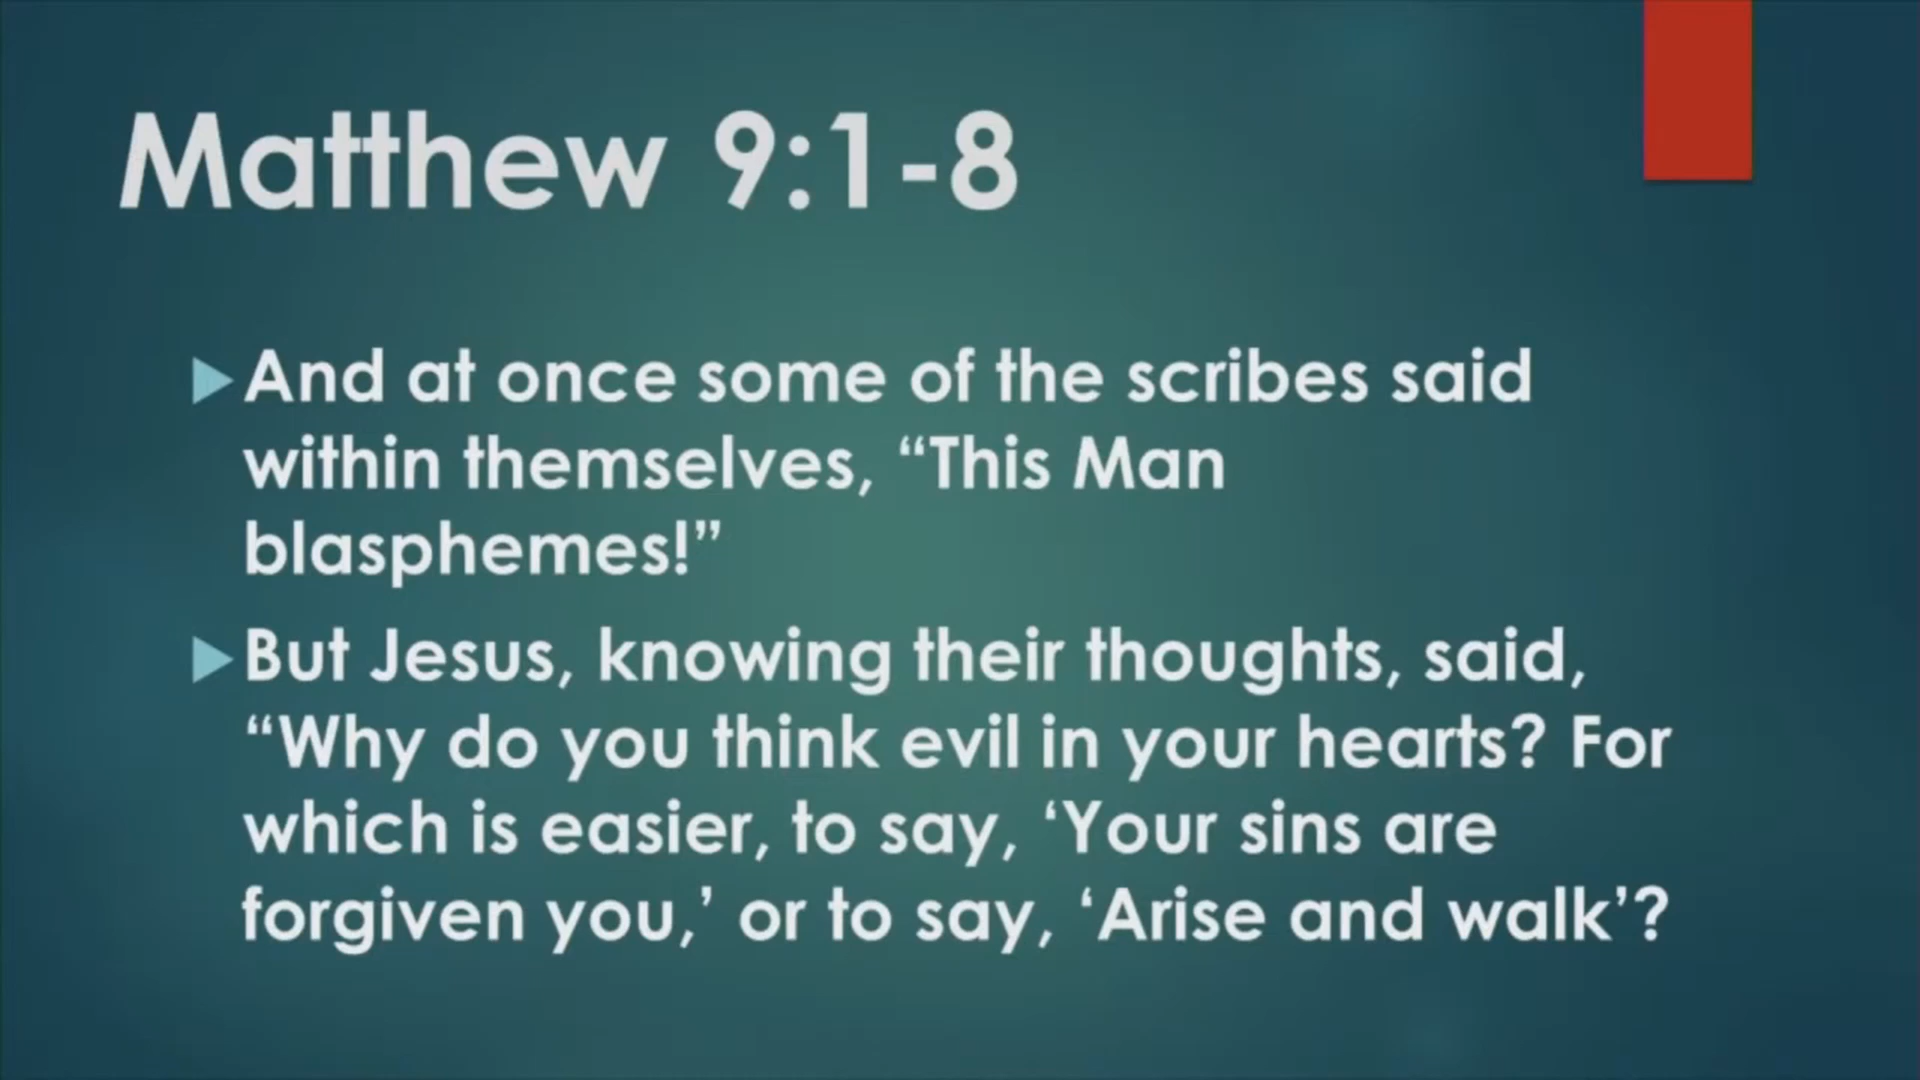 Matthew 9:1-8
And at once some of the scribes said
within themselves, “This Man
blasphemes!”
But Jesus, knowing their thoughts, said,
“Why do you think evil in your hearts? For
which is easier, to say, ‘Your sins are
forgiven you,’ or to say, ‘Arise and walk’?